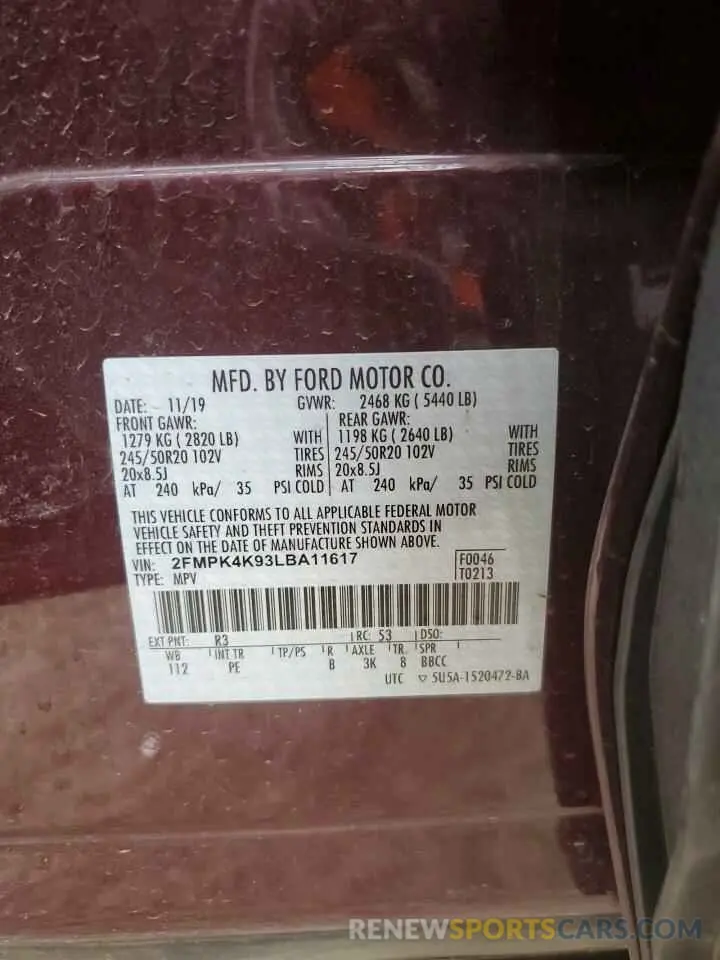 MFD. BY FORD MOTOR CO.
DATE: 11/19 GVWR: 2468 KG ( 5440 LB)
FRONT GAWR: REAR GAWR:
1279 KG ( 2820 LB) WITH 1198 KG ( 2640 LB) WITH
245/50R20 102V TIRES 245/50R20 102V TIRES
20x8.5J RIMS 20x8.5J RIMS
AT 240 kPa/ 35 PSI COLD AT 240 kPa/ 35 PSI COLD
THIS VEHICLE CONFORMS TO ALL APPLICABLE FEDERAL MOTOR
VEHICLE SAFETY AND THEFT PREVENTION STANDARDS IN
EFFECT ON THE DATE OF MANUFACTURE SHOWN ABOVE.
VIN: 2FMPK4K93LBA11617 F0046
TYPE: MPV T0213
EXT PNT: R3 RC: 53 DSO:
WB INT TR TP/PS R AXLE TR SPR
112 PE B 3K 8 BBCC
UTC ▽ 5U5A-1520472-BA
RENEWSPORTSCARS.COM